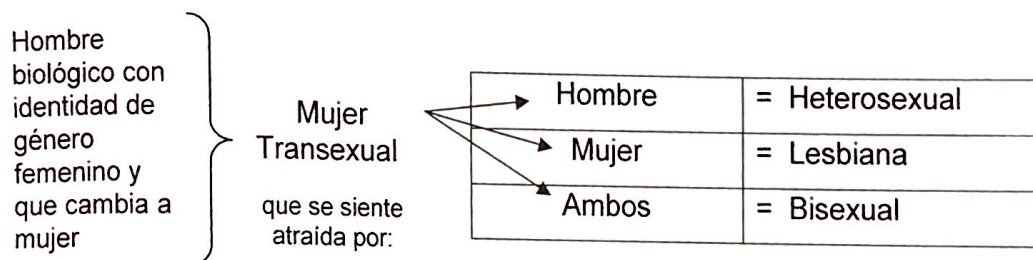 Hombre
biológico con
identidad de
género
femenino y
que cambia a
mujer
Mujer
Transexual
que se siente
atraída por:
Hombre = Heterosexual
Mujer = Lesbiana
Ambos = Bisexual